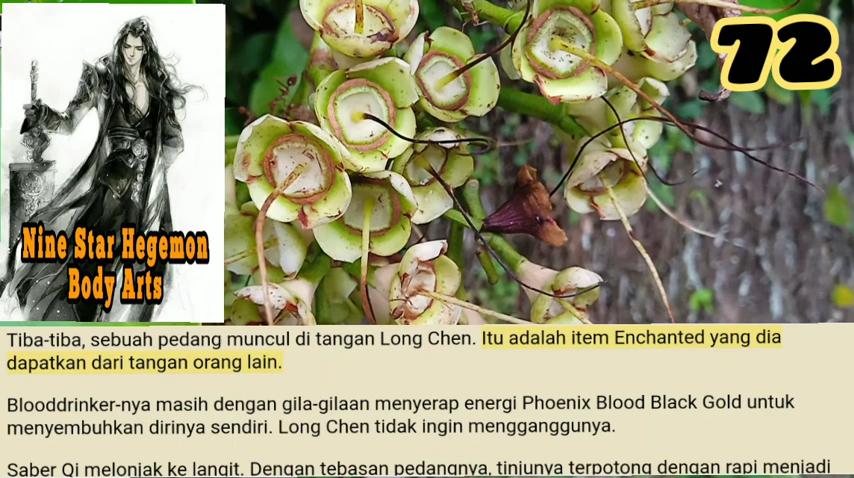 72
Nine Star Hegemon
Body Arts
Tiba-tiba, sebuah pedang muncul di tangan Long Chen. Itu adalah item Enchanted yang dia
dapatkan dari tangan orang lain.
Blooddrinker-nya masih dengan gila-gilaan menyerap energi Phoenix Blood Black Gold untuk
menyembuhkan dirinya sendiri. Long Chen tidak ingin mengganggunya.
Saber Qi melonjak ke langit. Dengan tebasan pedangnya, tinjunya terpotong dengan rapi menjadi